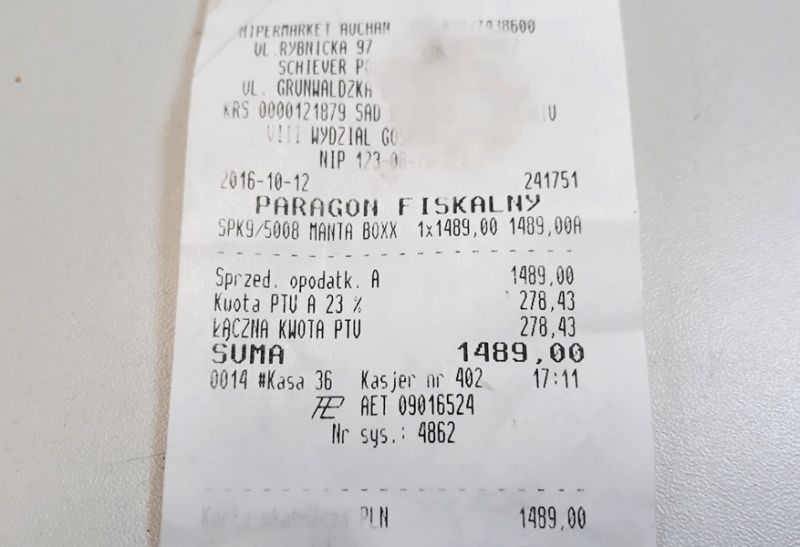 HIPERMARKET AUCHAN
UL.RYBNICKA 97
SCHIEVER
UL. GRUNWALDZKA
KRS 0000121879 SAD
VIII WYDZIAL
NIP 123-08-
2016-10-12 241751
PARAGON FISKALNY
SPK9/5008 MANTA BOXX 1x1489,00 1489,00A
Sprzed. opodatk. A 1489,00
Kwota PTU A 23 % 278,43
ŁĄCZNA KWOTA PTU 278,43
SUMA 1489,00
0014 #Kasa 36 Kasjer nr 402 17:11
AET 09016524
Nr sys.: 4862
Karta płatnicza PLN 1489,00